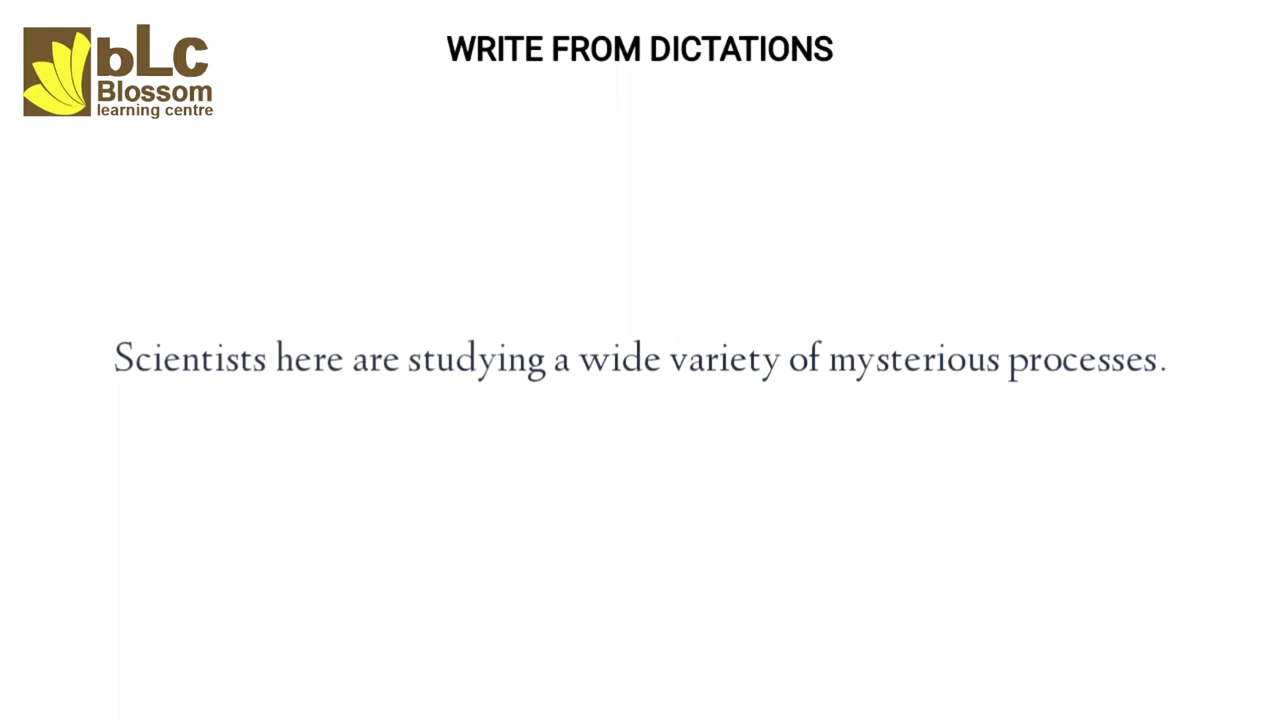 bLc
Blossom
learning centre
WRITE FROM DICTATIONS
Scientists here are studying a wide variety of mysterious processes.